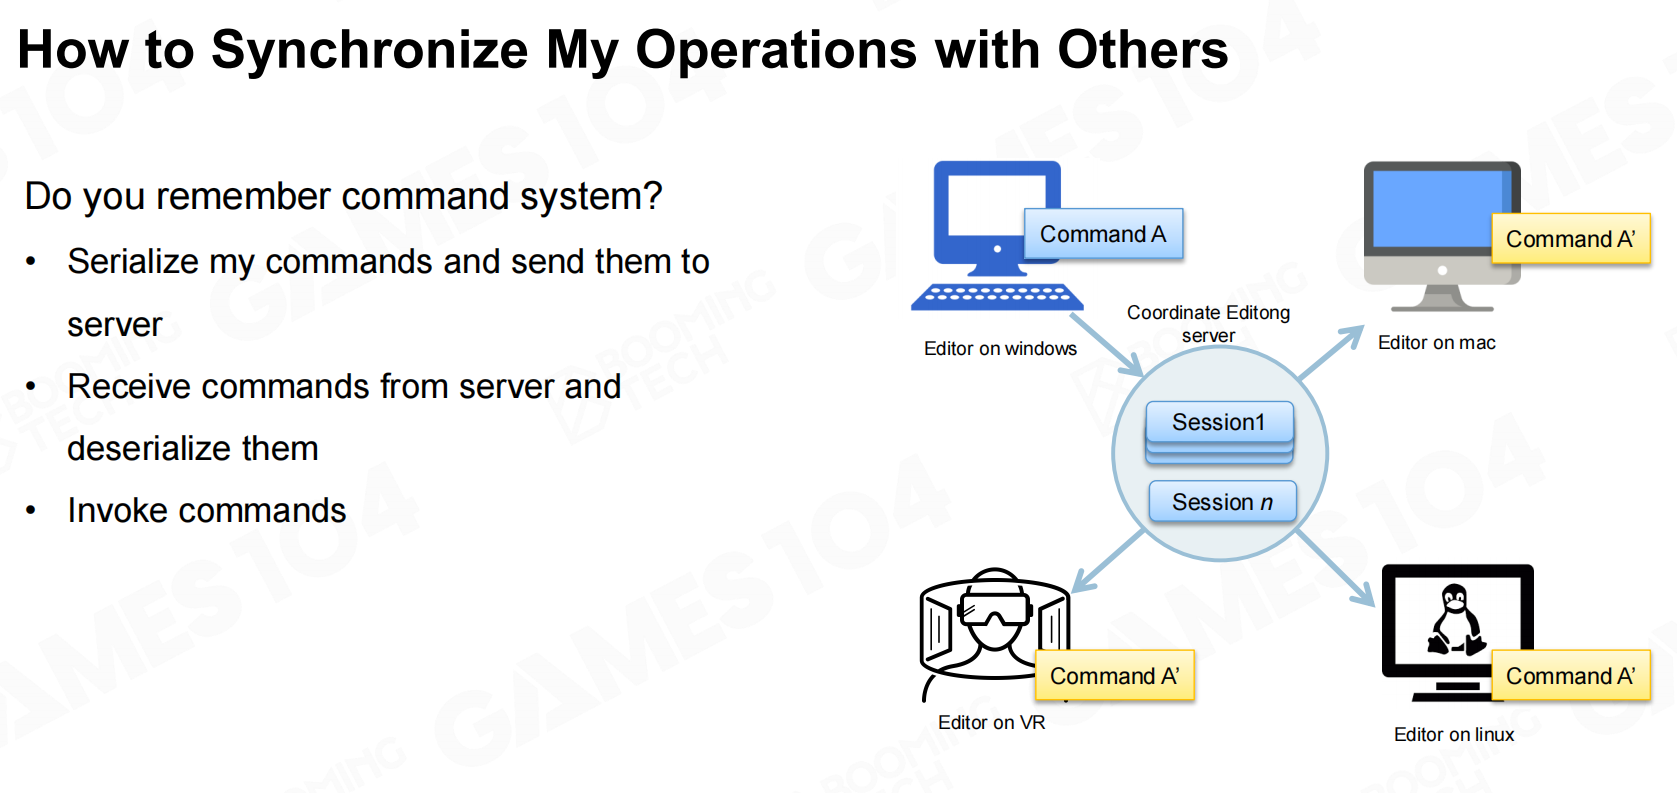 How to Synchronize My Operations with Others
Do you remember command system?
• Serialize my commands and send them to
server
• Receive commands from server and
deserialize them
• Invoke commands
Command A
Editor on windows
Coordinate Editong
server
Command A’
Editor on mac
Session1
Session n
Command A’
Editor on VR
Command A’
Editor on linux
GAMES104
BOOMING
TECH